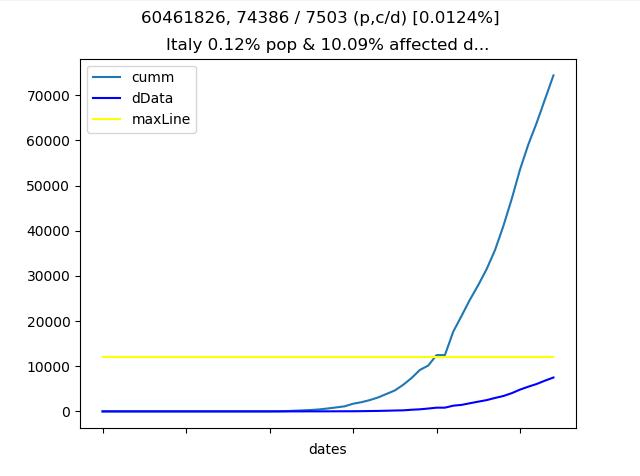 60461826, 74386 / 7503 (p,c/d) [0.0124%]
Italy 0.12% pop & 10.09% affected d...
cumm
dData
maxLine
70000
60000
50000
40000
30000
20000
10000
0
dates